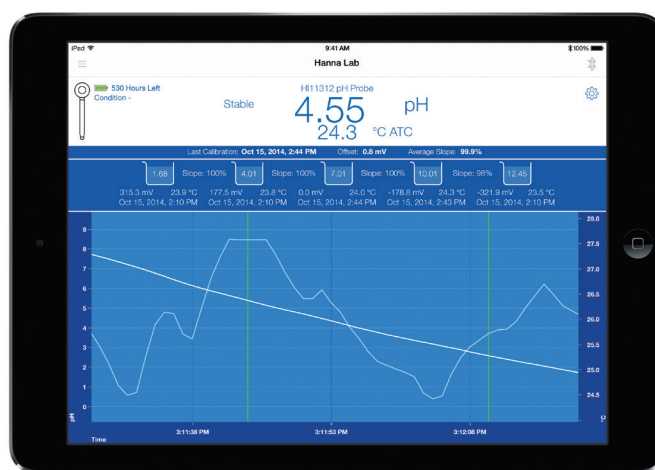 iPad 9:41 AM 100%
Hanna Lab
530 Hours Left
Condition -
HI11312 pH Probe
Stable 4.55 pH
24.3 °C ATC
Last Calibration: Oct 15, 2014, 2:44 PM Offset: 0.8 mV Average Slope: 99.9%
1.68 Slope: 100% 4.01 Slope: 100% 7.01 Slope: 100% 10.01 Slope: 98% 12.45
315.3 mV 23.9 °C 177.5 mV 23.8 °C 0.0 mV 24.0 °C -178.8 mV 24.3 °C -321.9 mV 23.5 °C
Oct 15, 2014, 2:10 PM Oct 15, 2014, 2:10 PM Oct 15, 2014, 2:44 PM Oct 15, 2014, 2:43 PM Oct 15, 2014, 2:10 PM
28.0
9
27.5
8
7
27.0
6
26.5
5
26.0
4
3
25.5
2
25.0
1
24.5
0
pH °C
3:11:38 PM 3:11:53 PM 3:12:08 PM
Time